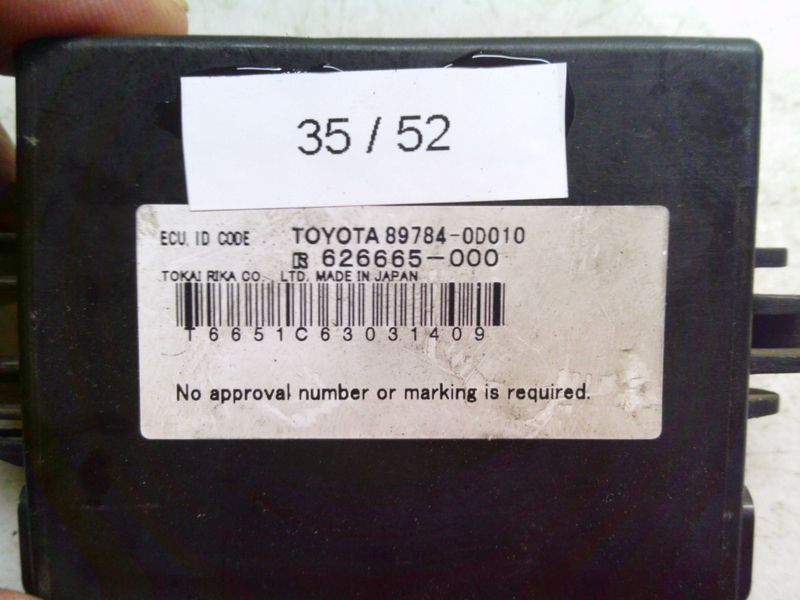 35 / 52
ECU, ID CODE TOYOTA 89784-0D010
626665-000
TOKAI RIKA CO., LTD. MADE IN JAPAN
T6651C63031409
No approval number or marking is required.